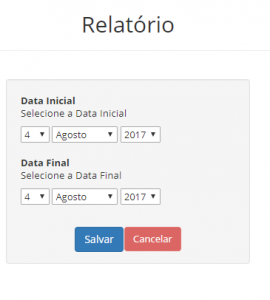 Relatório
Data Inicial
Selecione a Data Inicial
4 Agosto 2017
Data Final
Selecione a Data Final
4 Agosto 2017
Salvar Cancelar